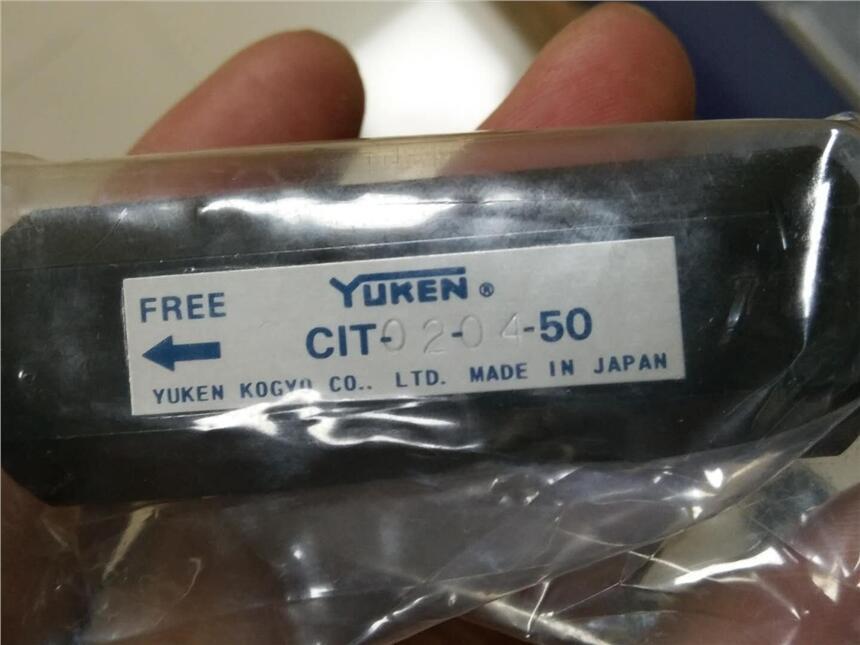 YUKEN®
FREE
CIT-02-04-50
YUKEN KOGYO CO., LTD. MADE IN JAPAN